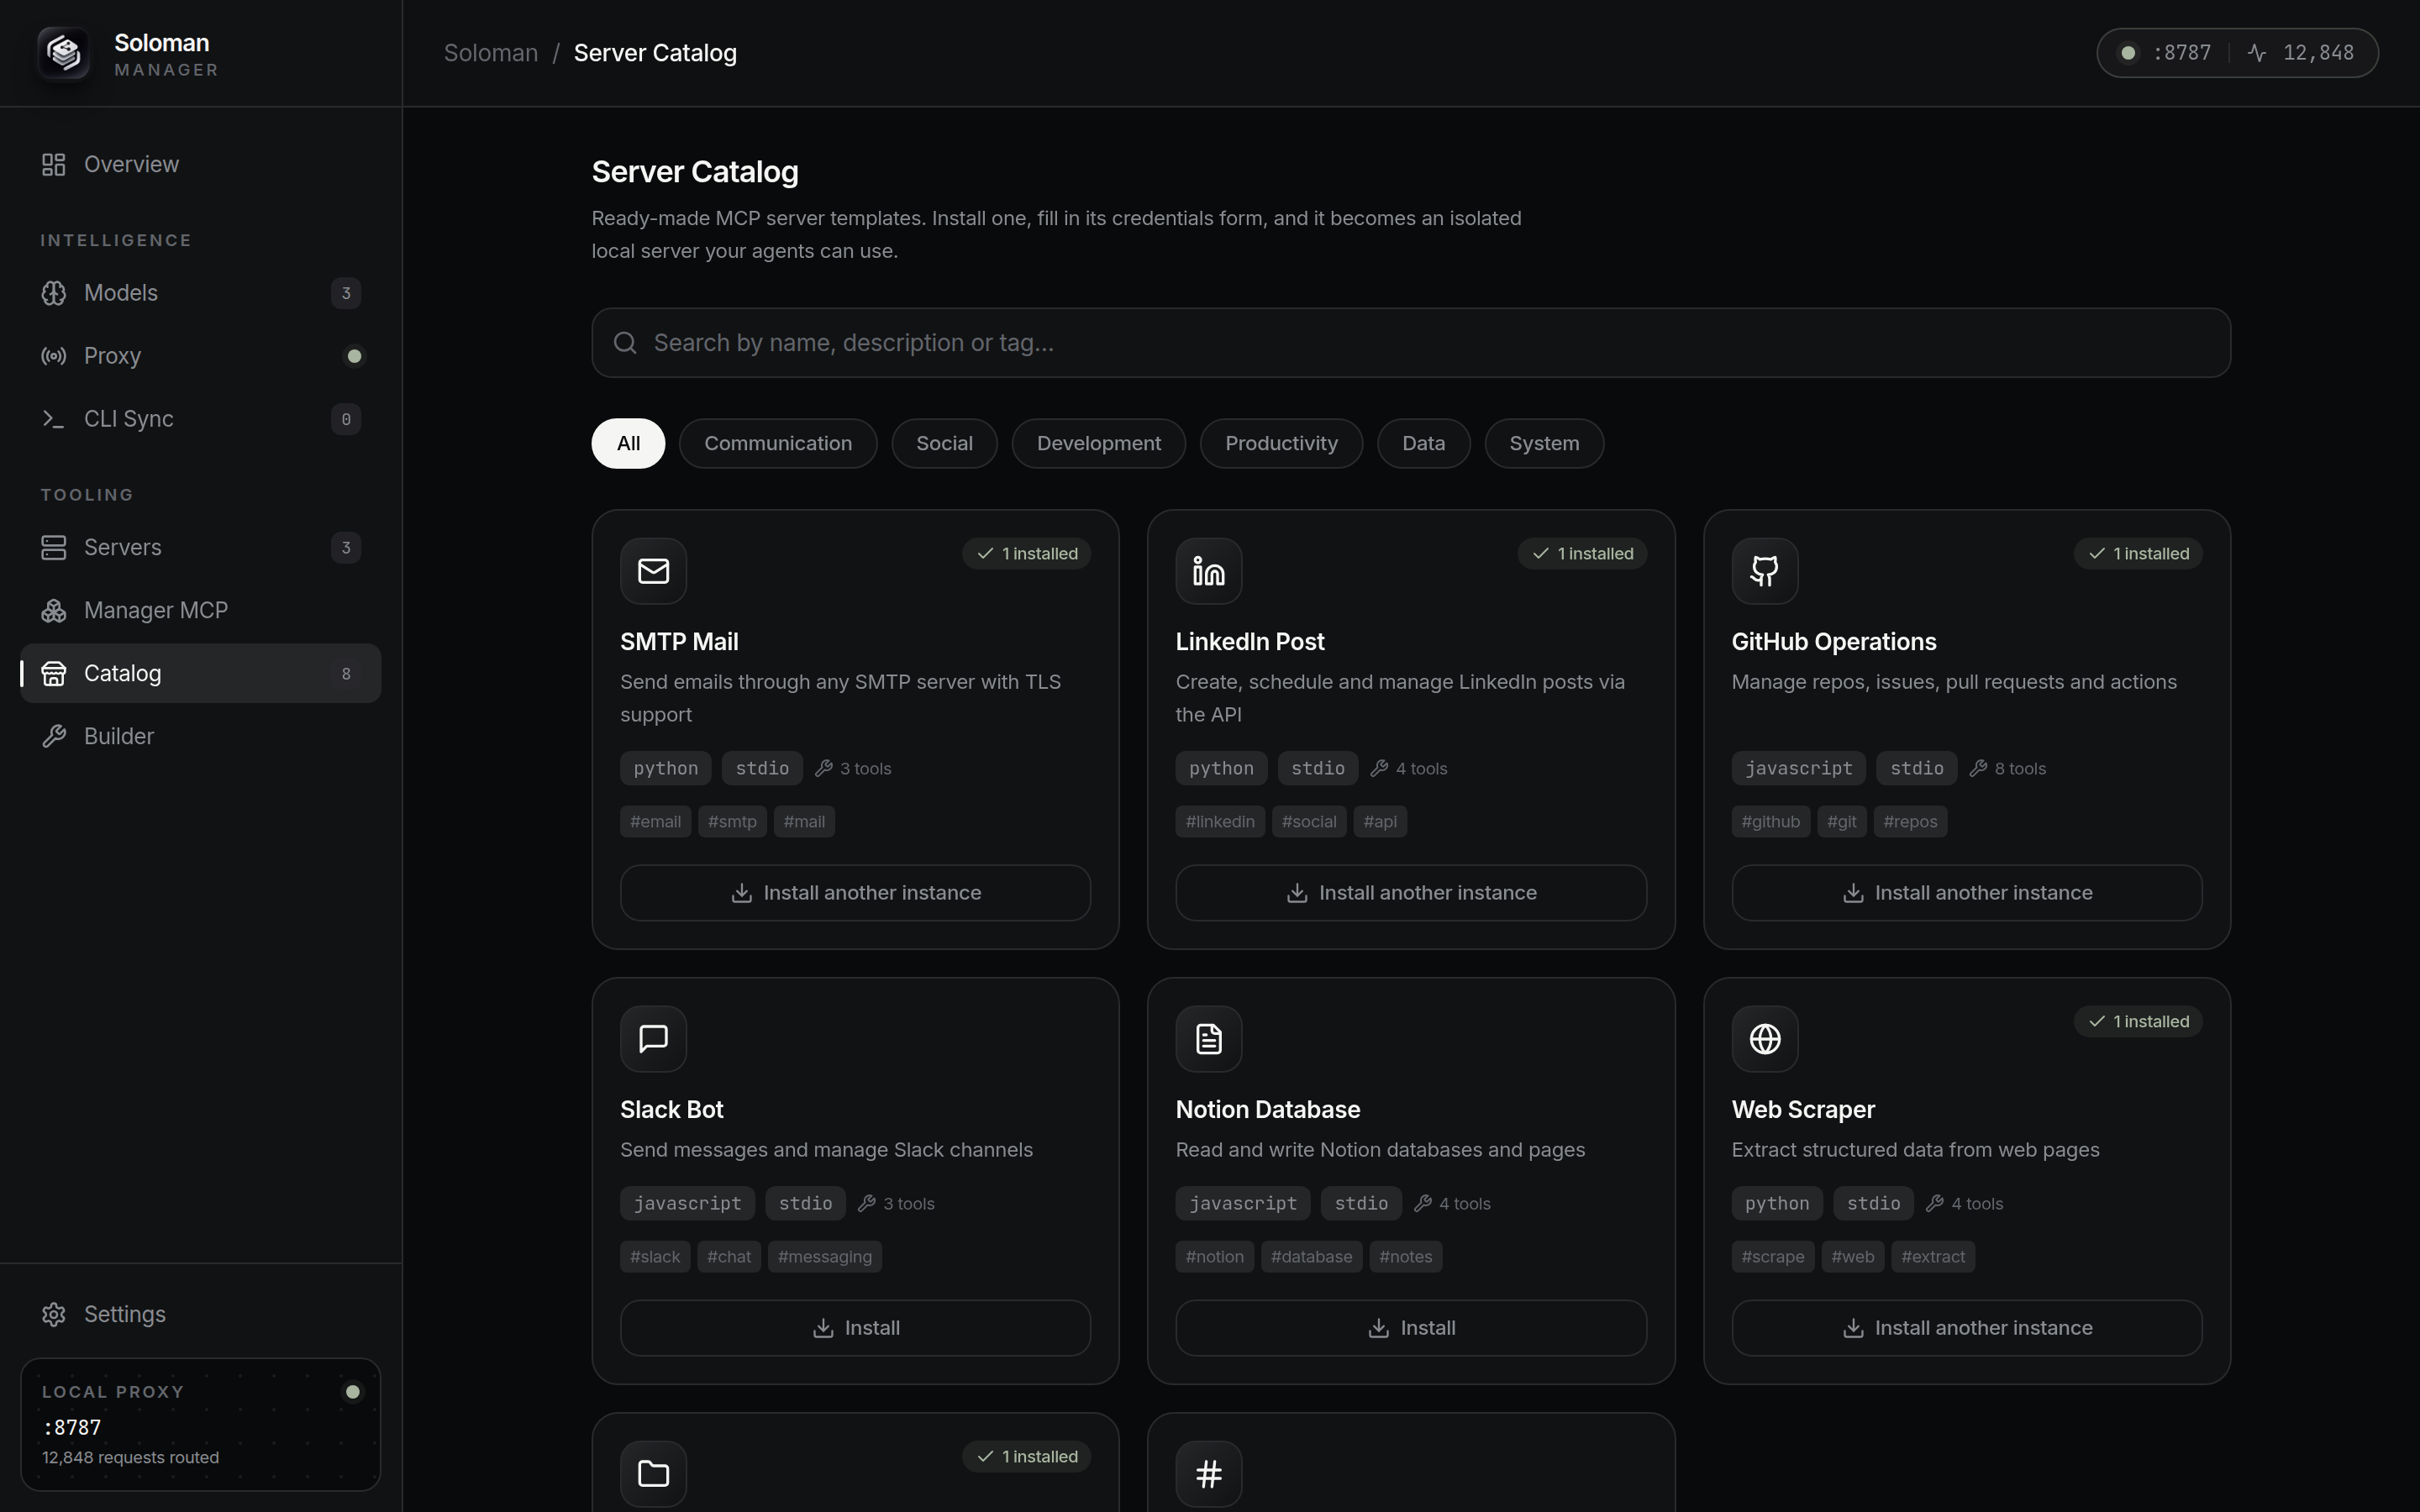 Soloman
MANAGER
Overview
INTELLIGENCE
Models 3
Proxy
CLI Sync 0
TOOLING
Servers 3
Manager MCP
Catalog 8
Builder
Settings
LOCAL PROXY
:8787
12,848 requests routed
Soloman / Server Catalog
:8787 12,848
Server Catalog
Ready-made MCP server templates. Install one, fill in its credentials form, and it becomes an isolated
local server your agents can use.
Search by name, description or tag...
All Communication Social Development Productivity Data System
1 installed
SMTP Mail
Send emails through any SMTP server with TLS
support
python stdio 3 tools
#email #smtp #mail
Install another instance
1 installed
LinkedIn Post
Create, schedule and manage LinkedIn posts via
the API
python stdio 4 tools
#linkedin #social #api
Install another instance
1 installed
GitHub Operations
Manage repos, issues, pull requests and actions
javascript stdio 8 tools
#github #git #repos
Install another instance
Slack Bot
Send messages and manage Slack channels
javascript stdio 3 tools
#slack #chat #messaging
Install
Notion Database
Read and write Notion databases and pages
javascript stdio 4 tools
#notion #database #notes
Install
1 installed
Web Scraper
Extract structured data from web pages
python stdio 4 tools
#scrape #web #extract
Install another instance
1 installed